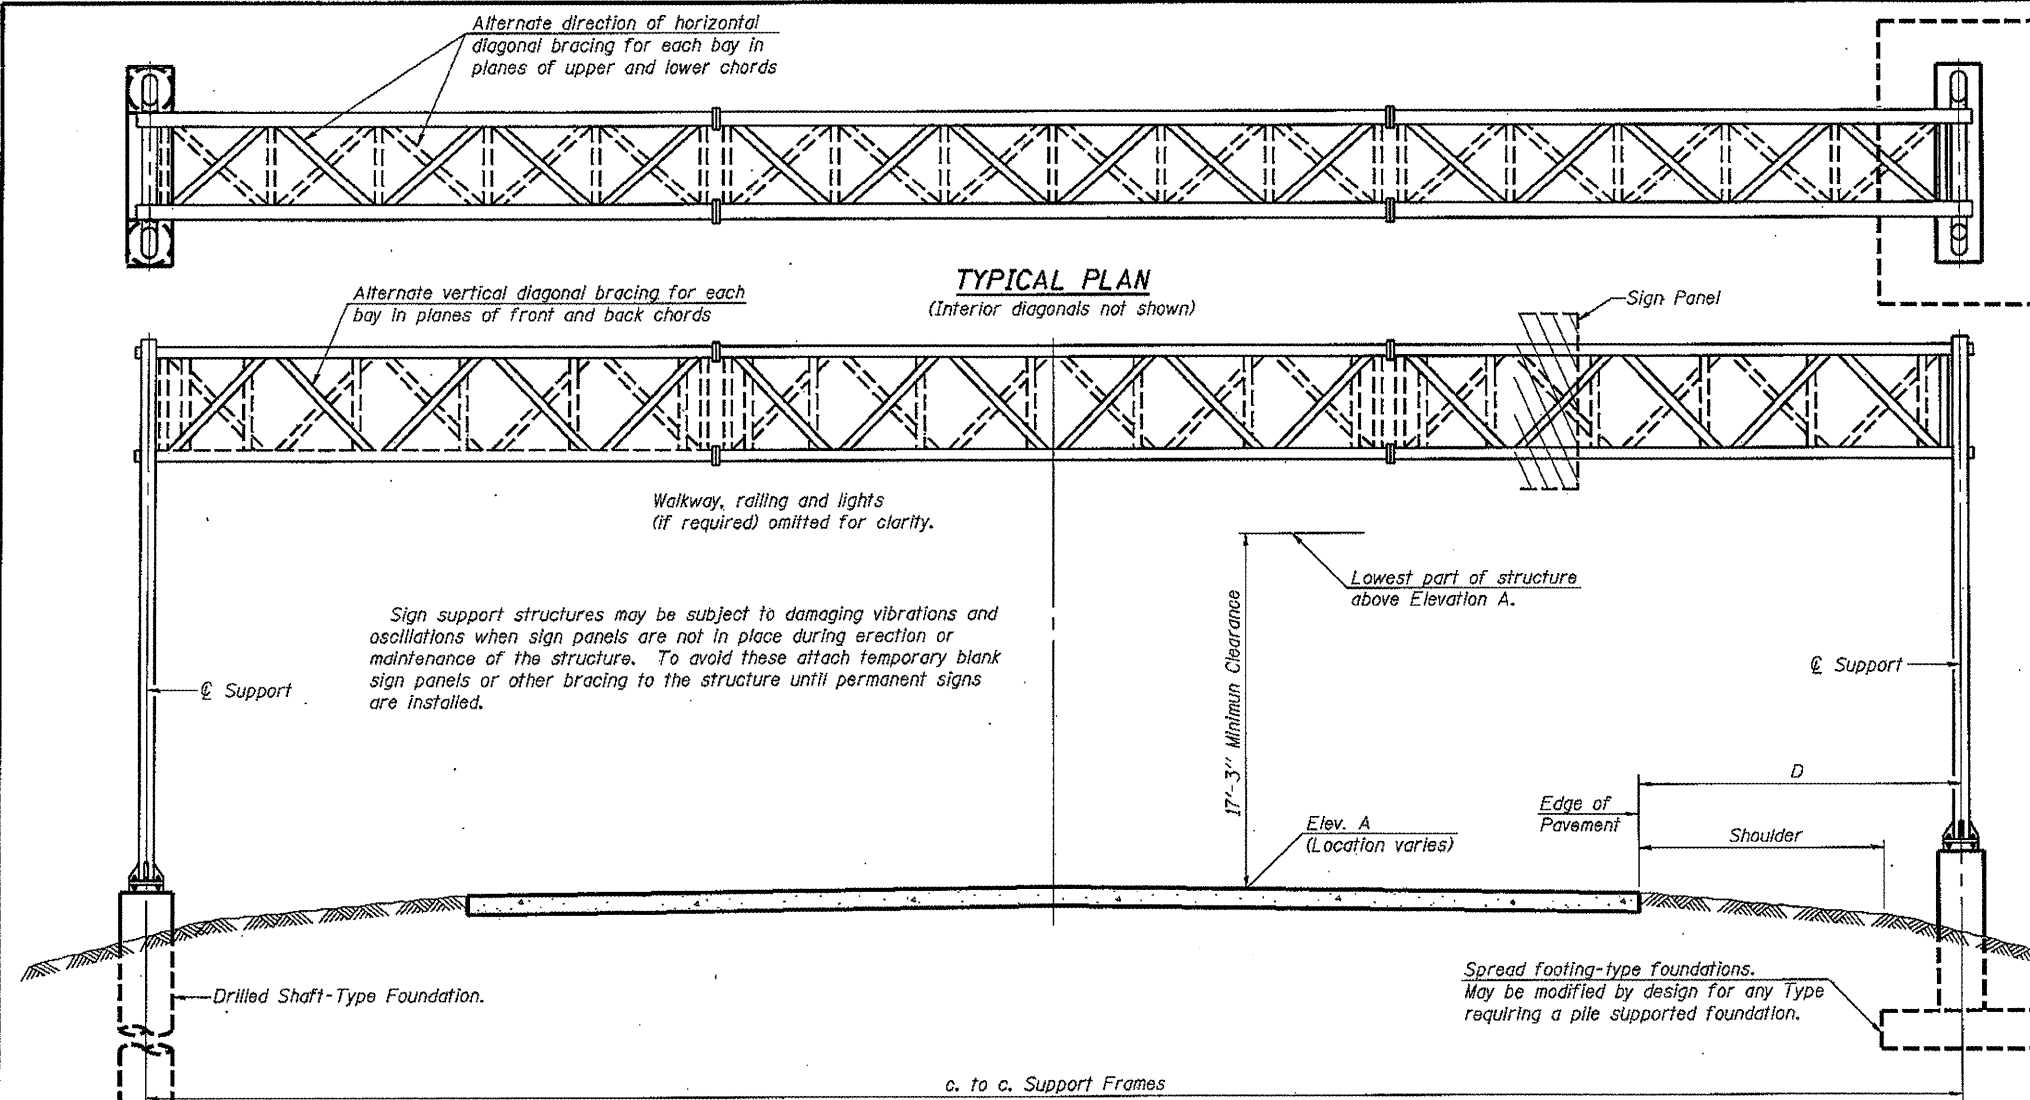 Alternate direction of horizontal
diagonal bracing for each bay in
planes of upper and lower chords
TYPICAL PLAN
(Interior diagonals not shown)
Alternate vertical diagonal bracing for each
bay in planes of front and back chords
Sign Panel
Walkway, railing and lights
(if required) omitted for clarity.
Lowest part of structure
above Elevation A.
Sign support structures may be subject to damaging vibrations and
oscillations when sign panels are not in place during erection or
maintenance of the structure. To avoid these attach temporary blank
sign panels or other bracing to the structure until permanent signs
are installed.
17'-3" Minimun Clearance
℄ Support
℄ Support
D
Edge of
Pavement
Shoulder
Elev. A
(Location varies)
Drilled Shaft-Type Foundation.
Spread footing-type foundations.
May be modified by design for any Type
requiring a pile supported foundation.
c. to c. Support Frames